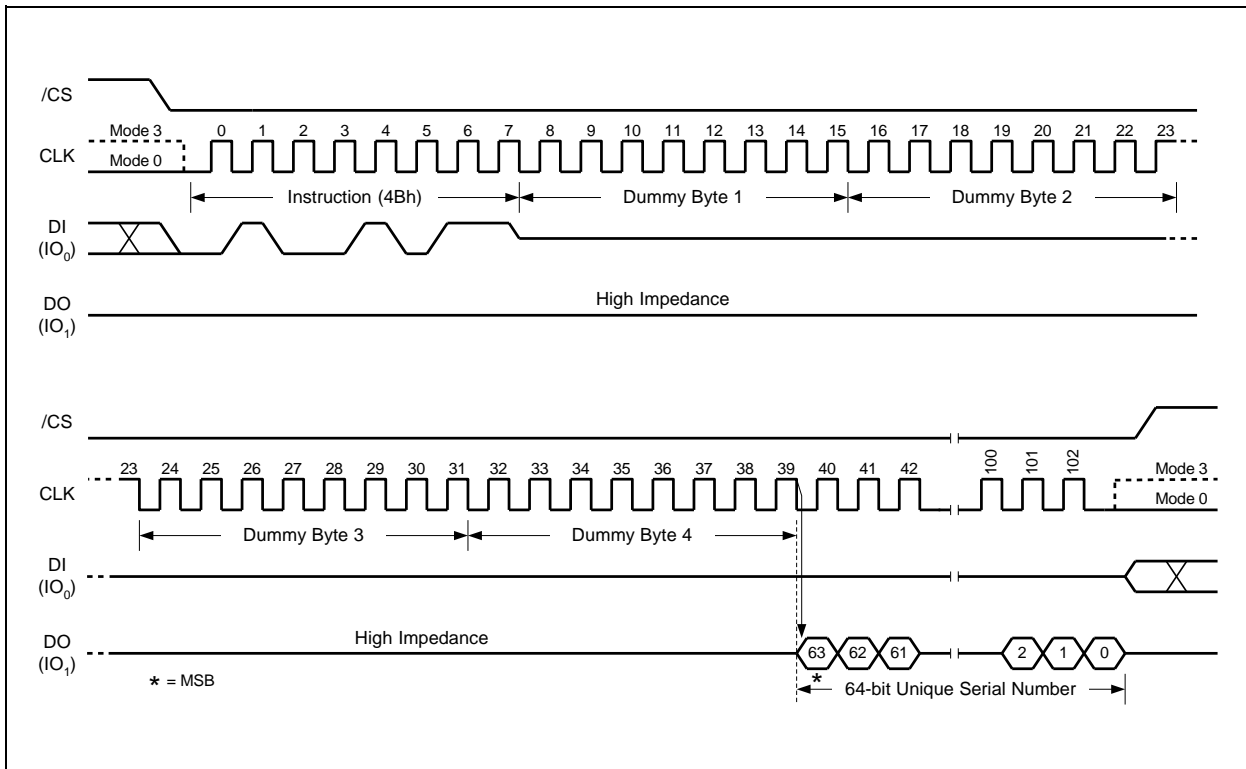 /CS
Mode 3
0 1 2 3 4 5 6 7 8 9 10 11 12 13 14 15 16 17 18 19 20 21 22 23
CLK
Mode 0
Instruction (4Bh) Dummy Byte 1 Dummy Byte 2
DI
(IO0)
High Impedance
DO
(IO1)
/CS
23 24 25 26 27 28 29 30 31 32 33 34 35 36 37 38 39 40 41 42 100 101 102
Mode 3
CLK
Mode 0
Dummy Byte 3 Dummy Byte 4
DI
(IO0)
High Impedance
DO
(IO1)
63 62 61 2 1 0
* = MSB
*
64-bit Unique Serial Number